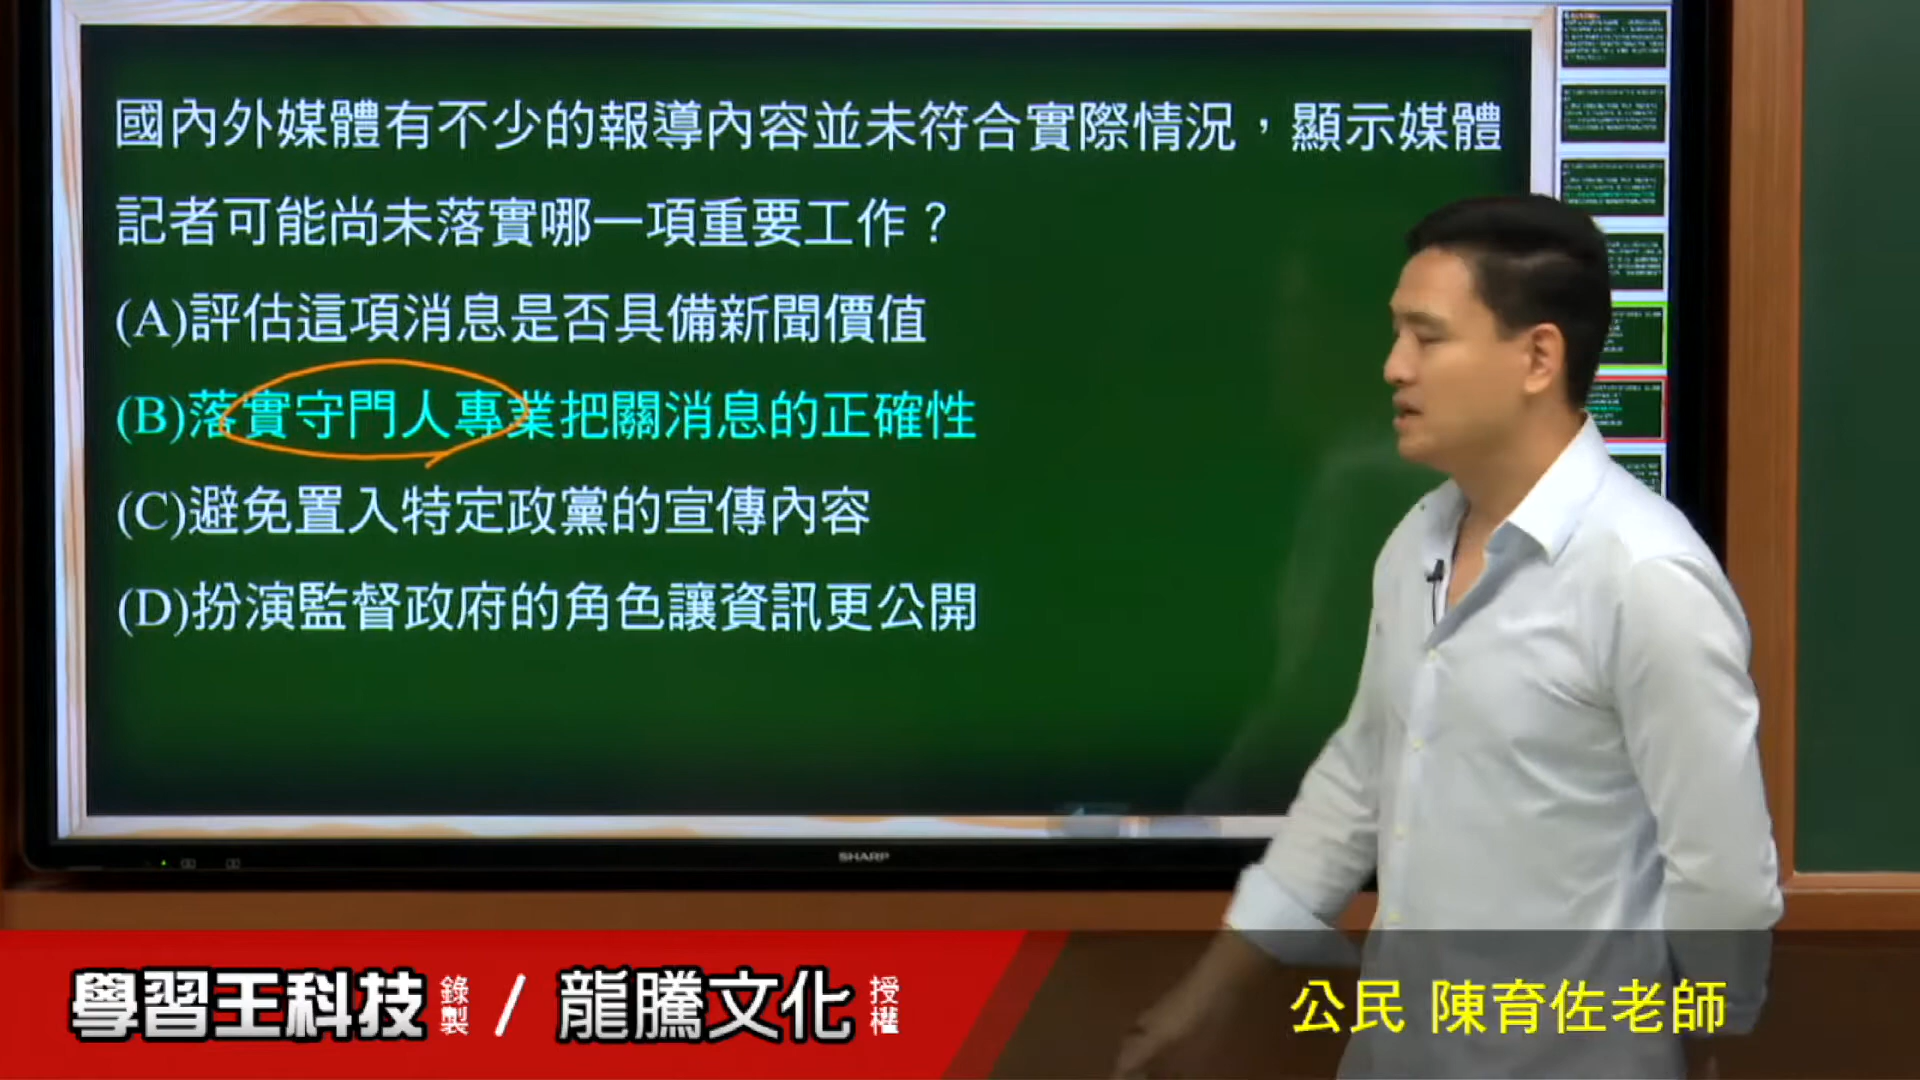 國內外媒體有不少的報導內容並未符合實際情況，顯示媒體
記者可能尚未落實哪一項重要工作？
(A)評估這項消息是否具備新聞價值
(B)落實守門人專業把關消息的正確性
(C)避免置入特定政黨的宣傳內容
(D)扮演監督政府的角色讓資訊更公開
SHARP
學習王科技 錄製 / 龍騰文化 授權
公民 陳育佐老師